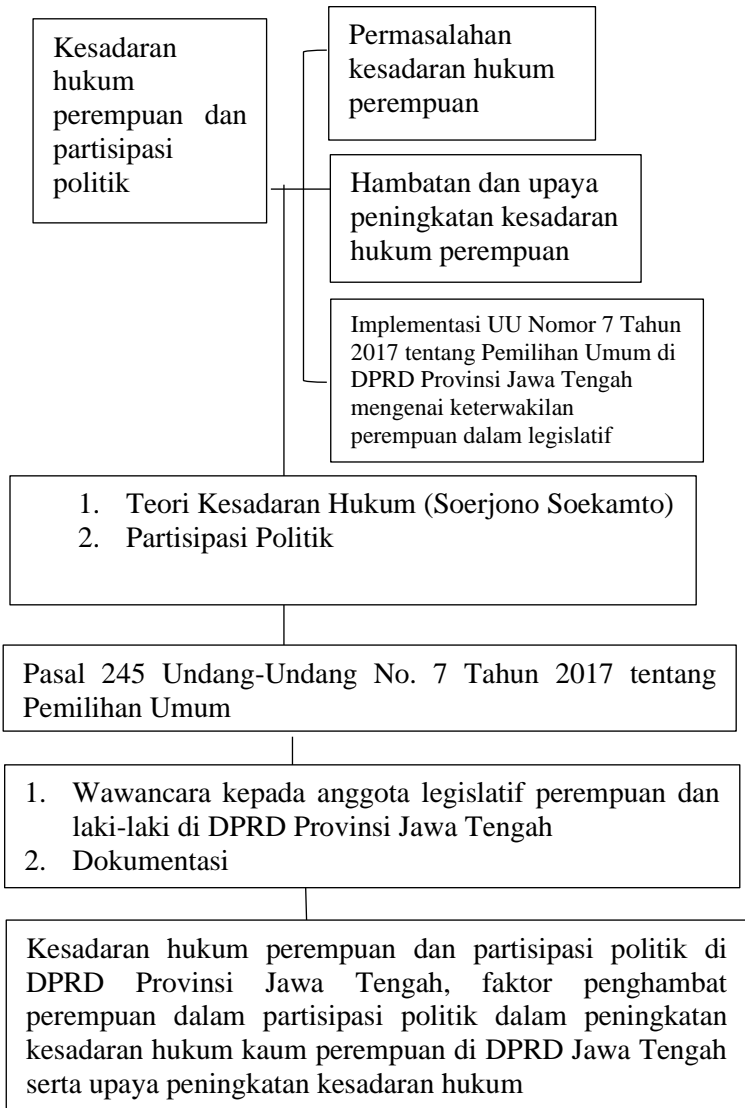 Kesadaran
hukum
perempuan dan
partisipasi
politik
Permasalahan
kesadaran hukum
perempuan
Hambatan dan upaya
peningkatan kesadaran
hukum perempuan
Implementasi UU Nomor 7 Tahun
2017 tentang Pemilihan Umum di
DPRD Provinsi Jawa Tengah
mengenai keterwakilan
perempuan dalam legislatif
1. Teori Kesadaran Hukum (Soerjono Soekamto)
2. Partisipasi Politik
Pasal 245 Undang-Undang No. 7 Tahun 2017 tentang
Pemilihan Umum
1. Wawancara kepada anggota legislatif perempuan dan
laki-laki di DPRD Provinsi Jawa Tengah
2. Dokumentasi
Kesadaran hukum perempuan dan partisipasi politik di
DPRD Provinsi Jawa Tengah, faktor penghambat
perempuan dalam partisipasi politik dalam peningkatan
kesadaran hukum kaum perempuan di DPRD Jawa Tengah
serta upaya peningkatan kesadaran hukum